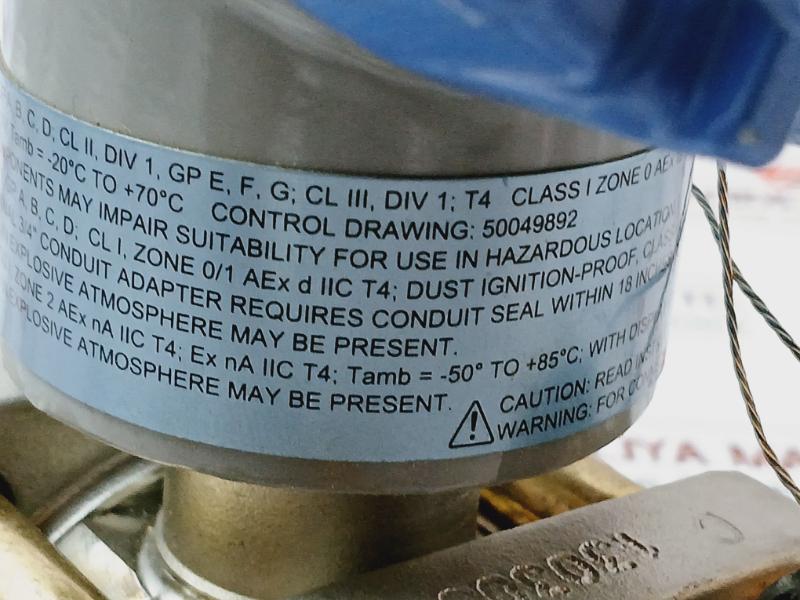 B, C, D, CL II, DIV 1, GP E, F, G; CL III, DIV 1; T4 CLASS I ZONE 0 AEx
Tamb = -20°C TO +70°C CONTROL DRAWING: 50049892
MAY IMPAIR SUITABILITY FOR USE IN HAZARDOUS LOCATION
A, B, C, D; CL I, ZONE 0/1 AEx d IIC T4; DUST IGNITION-PROOF,
3/4" CONDUIT ADAPTER REQUIRES CONDUIT SEAL WITHIN 18
EXPLOSIVE ATMOSPHERE MAY BE PRESENT.
ZONE 2 AEx nA IIC T4; Ex nA IIC T4; Tamb = -50° TO +85°C; WITH
EXPLOSIVE ATMOSPHERE MAY BE PRESENT.
CAUTION: READ
WARNING: FOR